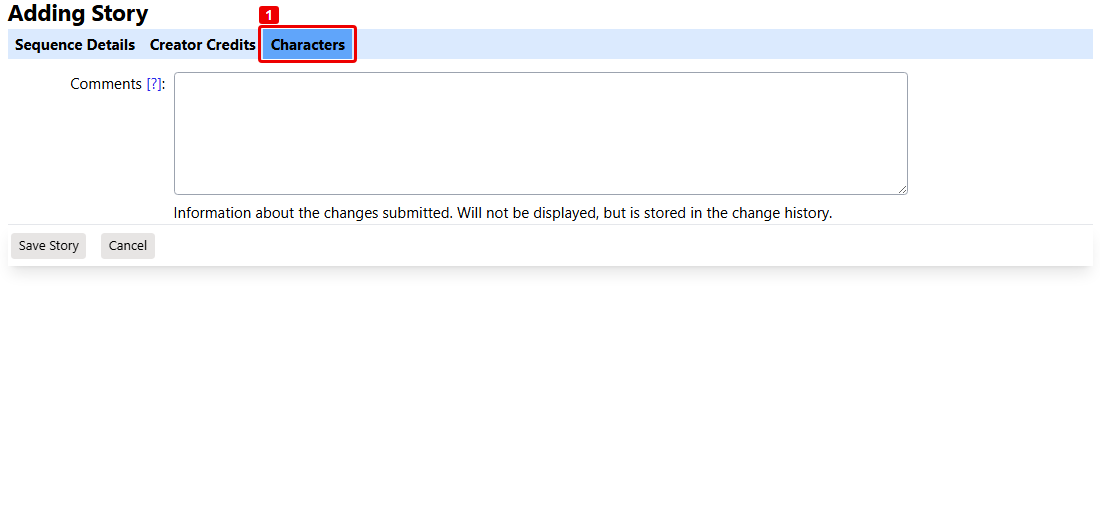 Adding Story
1
Sequence Details Creator Credits Characters
Comments [?]:
Information about the changes submitted. Will not be displayed, but is stored in the change history.
Save Story Cancel